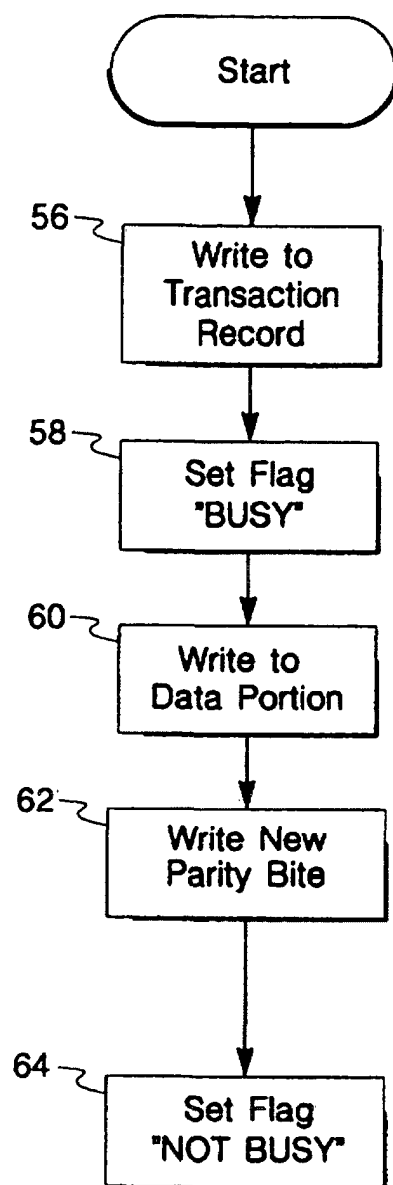 Start
56
Write to
Transaction
Record
58
Set Flag
"BUSY"
60
Write to
Data Portion
62
Write New
Parity Bite
64
Set Flag
"NOT BUSY"